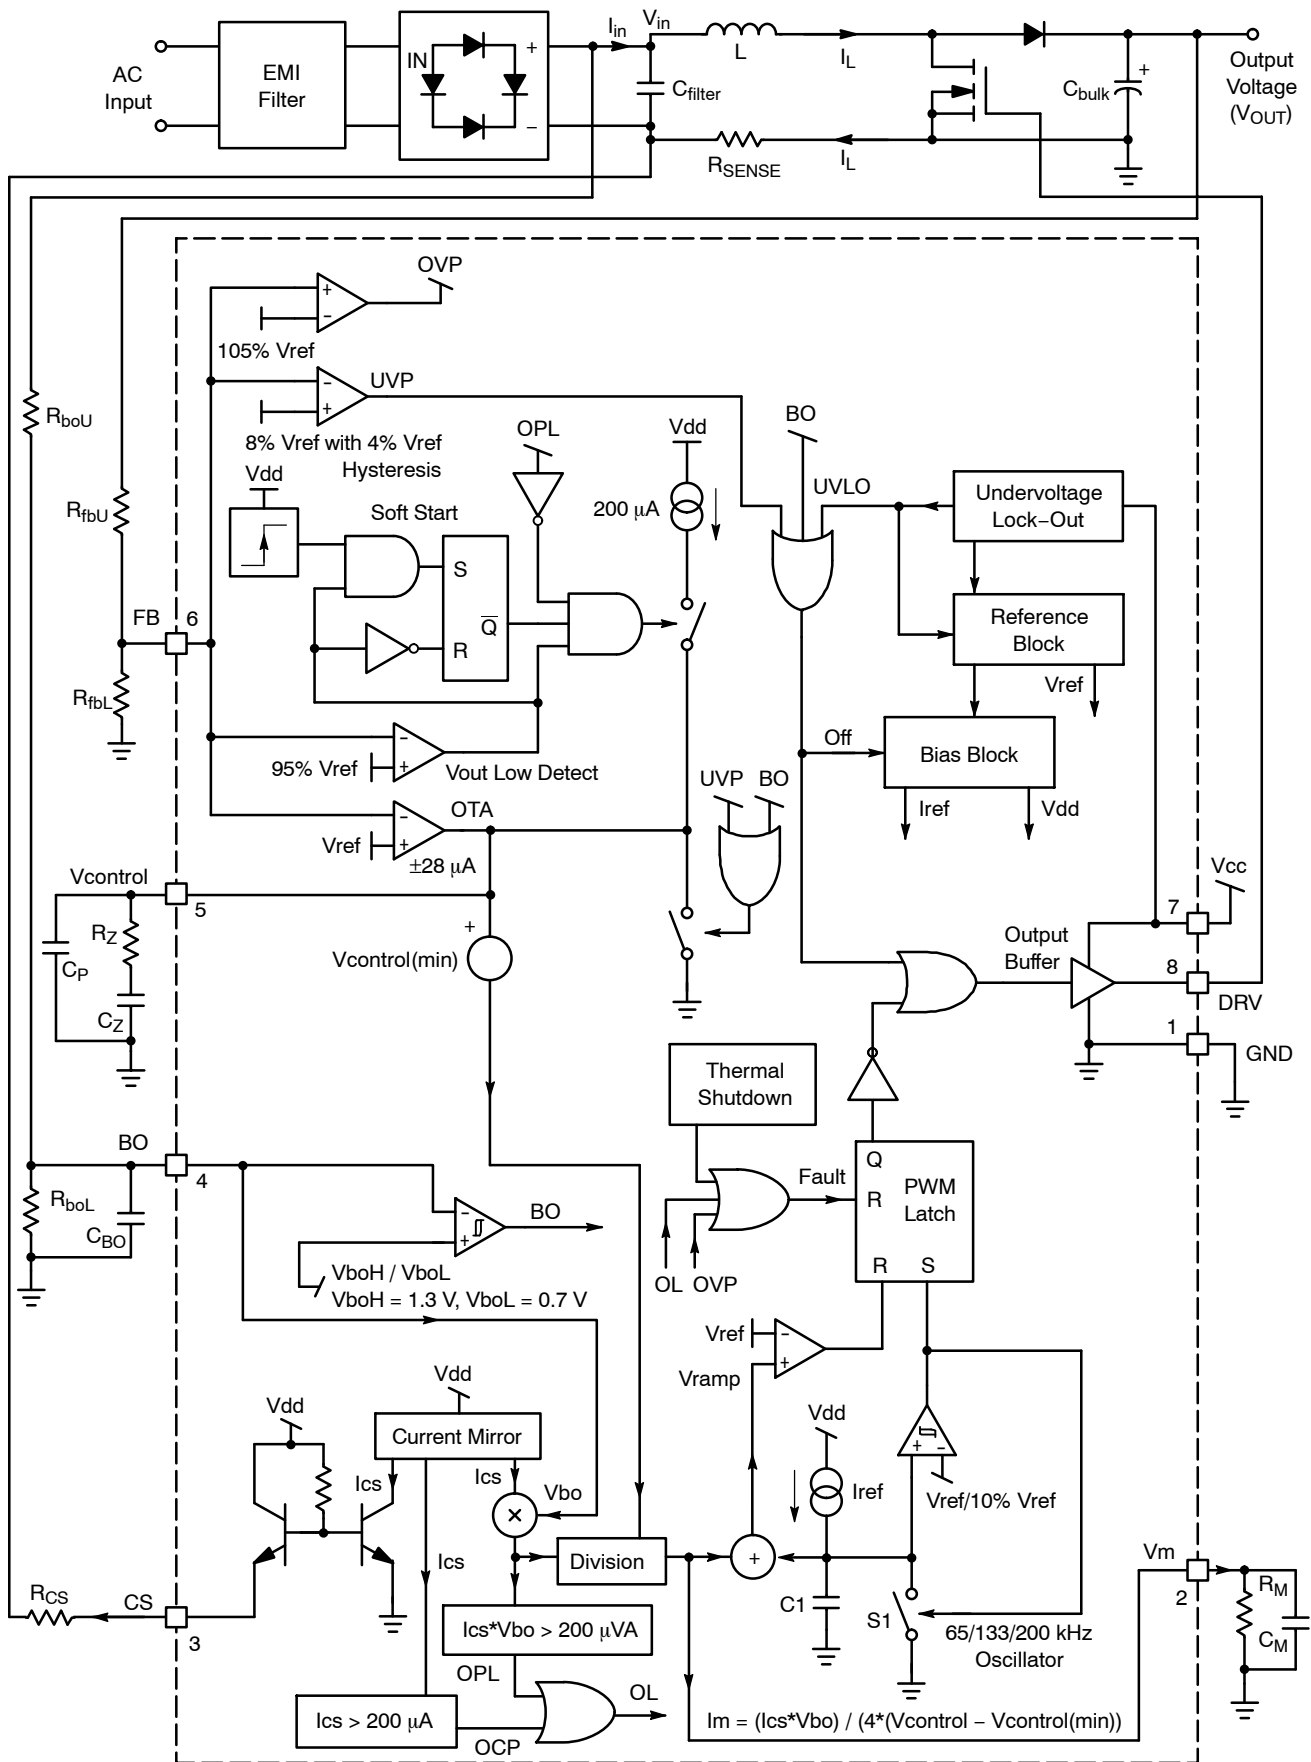 AC
Input
EMI
Filter
IN
+
−
Iin
Vin
Cfilter
L
IL
RSENSE
IL
Cbulk
+
Output
Voltage
(VOUT)
OVP
+
−
105% Vref
UVP
−
+
8% Vref with 4% Vref
Hysteresis
RboU
RfbU
Vdd
Soft Start
OPL
Vdd
200 μA
S
R
Q
BO
UVLO
Undervoltage
Lock−Out
Reference
Block
Vref
FB
6
RfbL
−
+
95% Vref
Vout Low Detect
Off
Bias Block
Iref
Vdd
UVP
BO
OTA
−
+
Vref
±28 μA
Vcontrol
5
RZ
CP
CZ
+
Vcontrol(min)
Vcc
7
Output
Buffer
8
DRV
1
GND
Thermal
Shutdown
BO
4
RboL
CBO
−
+
BO
VboH / VboL
VboH = 1.3 V, VboL = 0.7 V
Fault
Q
R
PWM
Latch
R
S
OL
OVP
Vref
−
+
Vramp
Vdd
Vdd
Current Mirror
Ics
Ics
Vbo
×
Ics
Division
+
Vdd
Iref
+
−
Vref/10% Vref
C1
S1
65/133/200 kHz
Oscillator
Vm
2
RM
CM
RCS
CS
3
Ics*Vbo > 200 μVA
OPL
OL
Ics > 200 μA
OCP
Im = (Ics*Vbo) / (4*(Vcontrol − Vcontrol(min))